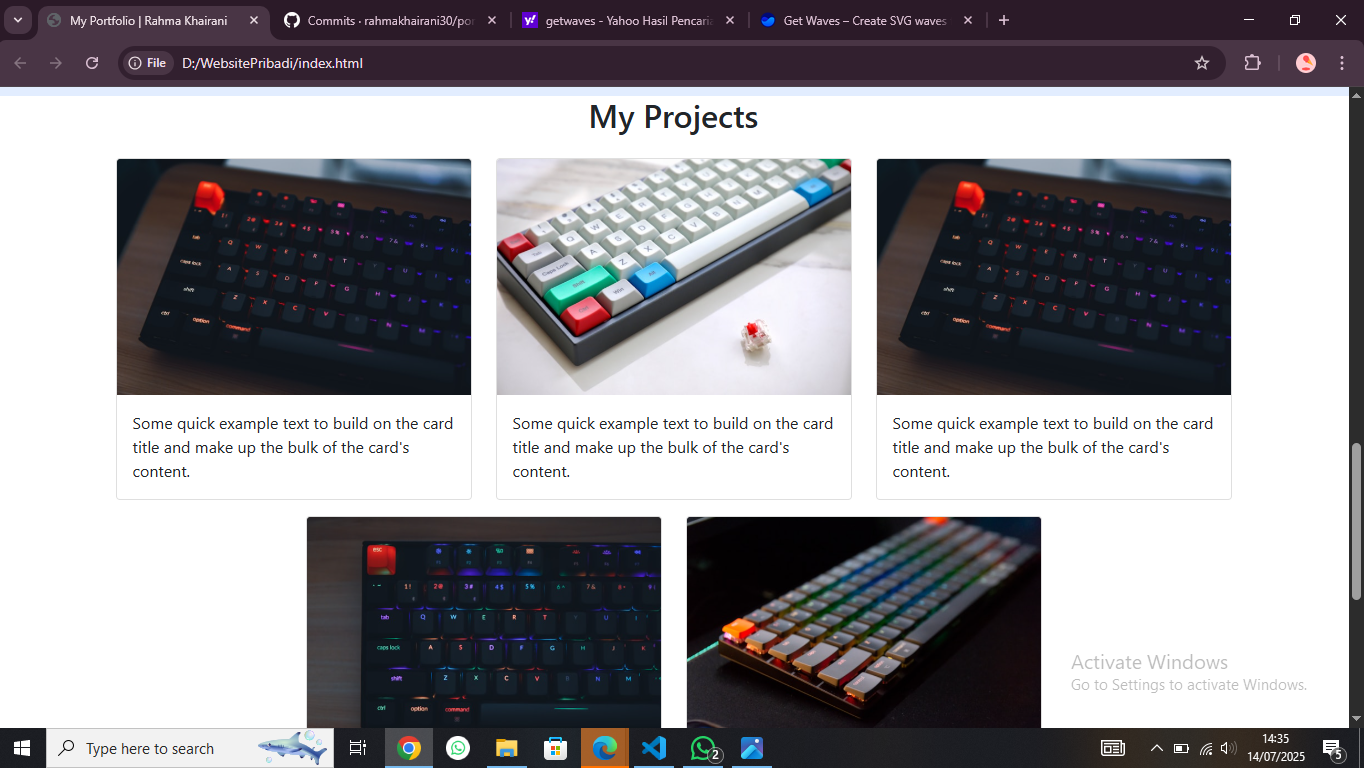 My Portfolio | Rahma Khairani
Commits · rahmakhairani30/por
getwaves - Yahoo Hasil Pencaria
Get Waves – Create SVG waves
File
D:/WebsitePribadi/index.html
My Projects
Some quick example text to build on the card
title and make up the bulk of the card's
content.
Some quick example text to build on the card
title and make up the bulk of the card's
content.
Some quick example text to build on the card
title and make up the bulk of the card's
content.
Activate Windows
Go to Settings to activate Windows.
Type here to search
2
14:35
14/07/2025
5